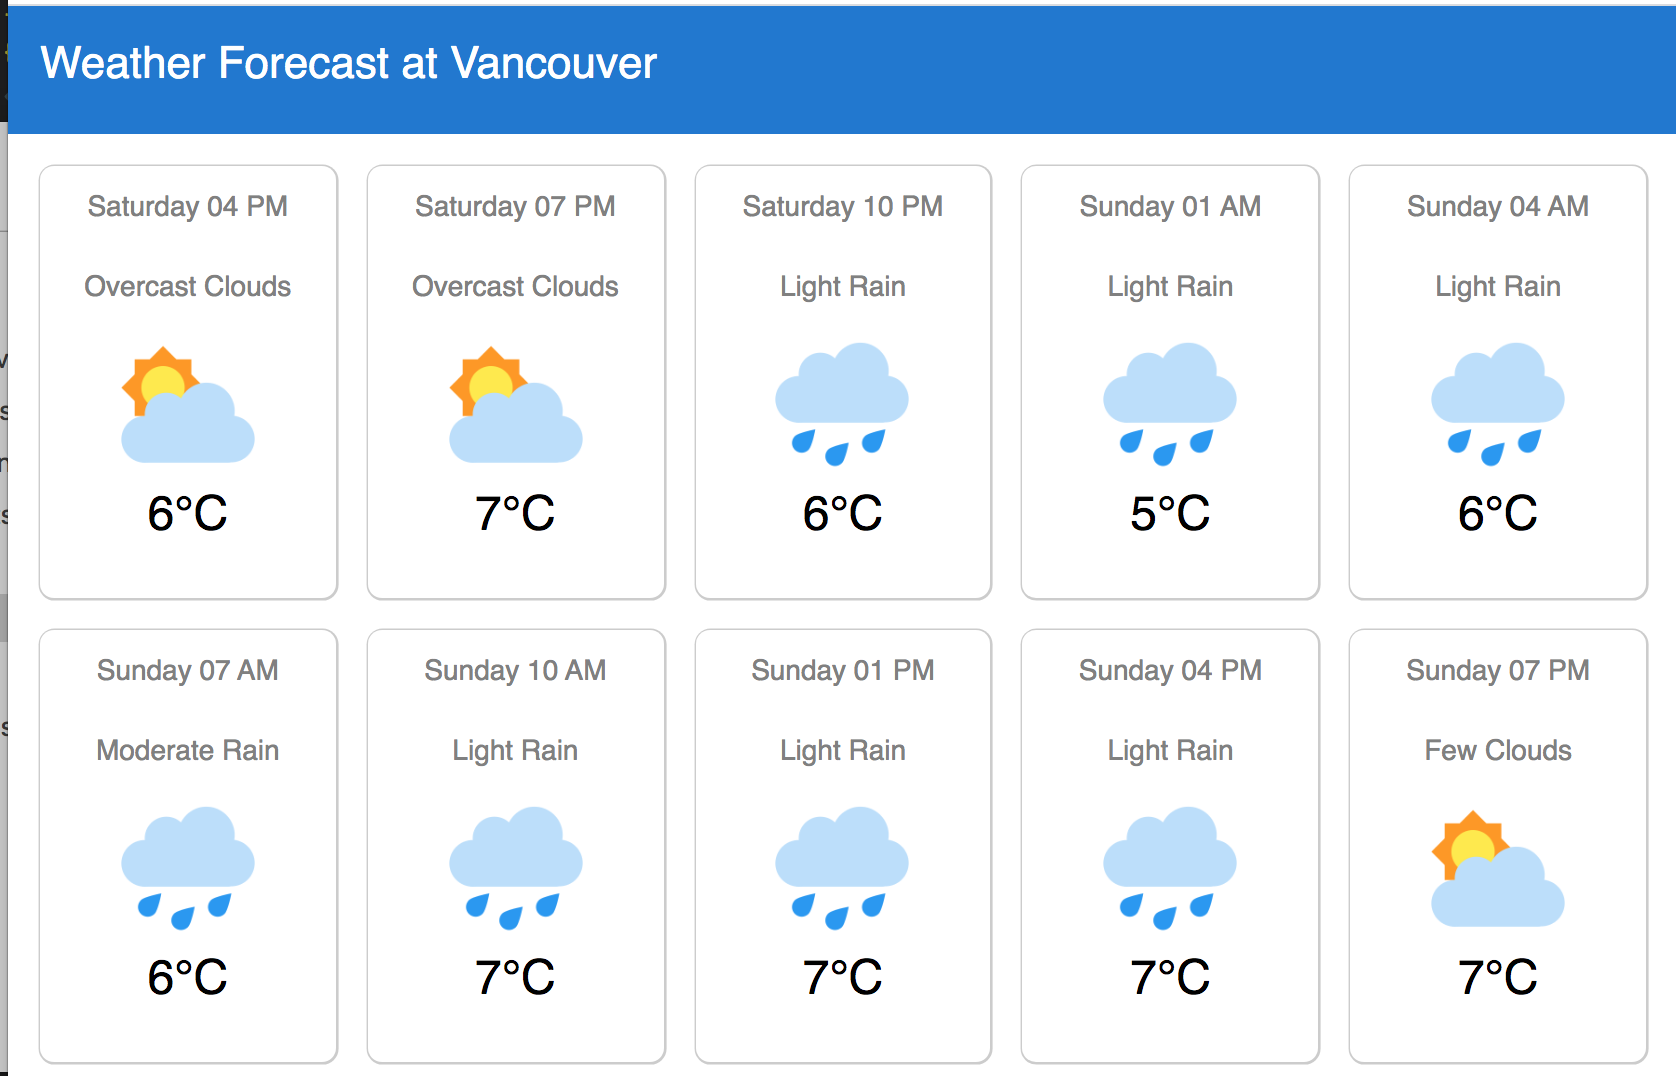 Weather Forecast at Vancouver
Saturday 04 PM
Overcast Clouds
6°C
Saturday 07 PM
Overcast Clouds
7°C
Saturday 10 PM
Light Rain
6°C
Sunday 01 AM
Light Rain
5°C
Sunday 04 AM
Light Rain
6°C
Sunday 07 AM
Moderate Rain
6°C
Sunday 10 AM
Light Rain
7°C
Sunday 01 PM
Light Rain
7°C
Sunday 04 PM
Light Rain
7°C
Sunday 07 PM
Few Clouds
7°C